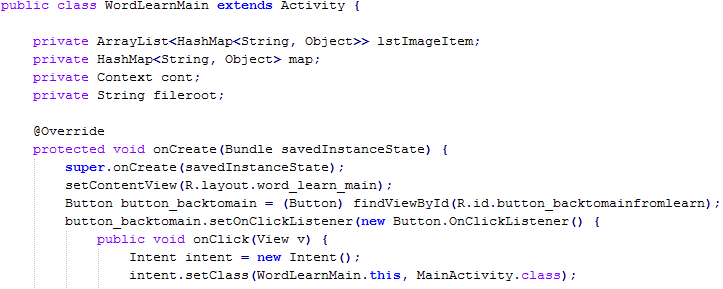 public class WordLearnMain extends Activity {
private ArrayList<HashMap<String, Object>> lstImageItem;
private HashMap<String, Object> map;
private Context cont;
private String fileroot;
@Override
protected void onCreate(Bundle savedInstanceState) {
super.onCreate(savedInstanceState);
setContentView(R.layout.word_learn_main);
Button button_backtomain = (Button) findViewById(R.id.button_backtomainfromlearn);
button_backtomain.setOnClickListener(new Button.OnClickListener() {
public void onClick(View v) {
Intent intent = new Intent();
intent.setClass(WordLearnMain.this, MainActivity.class);